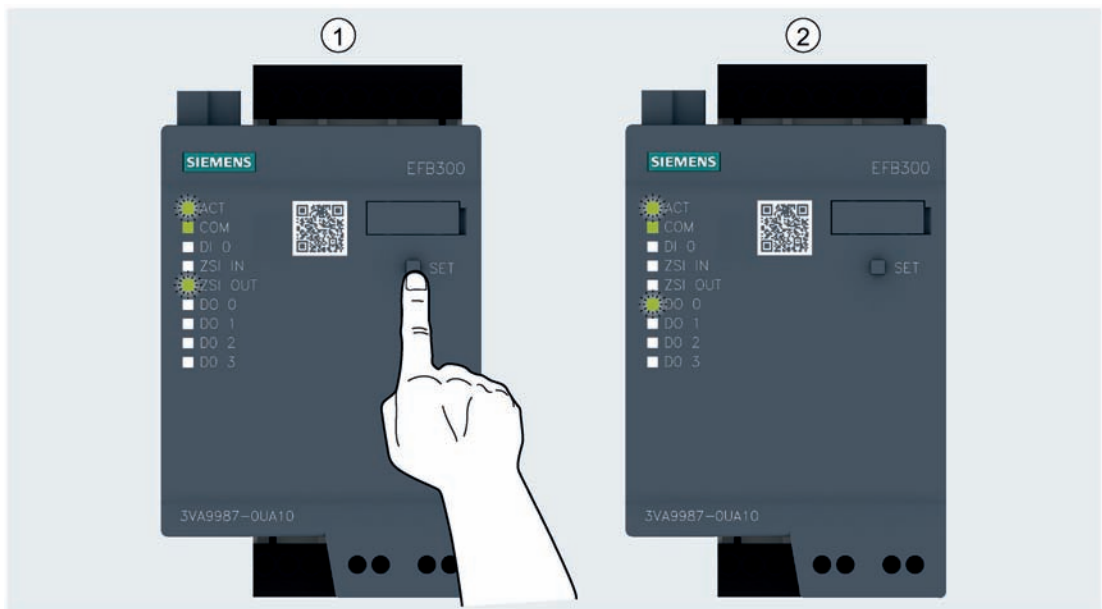 1
SIEMENS
EFB300
ACT
COM
DI 0
ZSI IN
ZSI OUT
DO 0
DO 1
DO 2
DO 3
SET
3VA9987-0UA10
2
SIEMENS
EFB300
ACT
COM
DI 0
ZSI IN
ZSI OUT
DO 0
DO 1
DO 2
DO 3
SET
3VA9987-0UA10